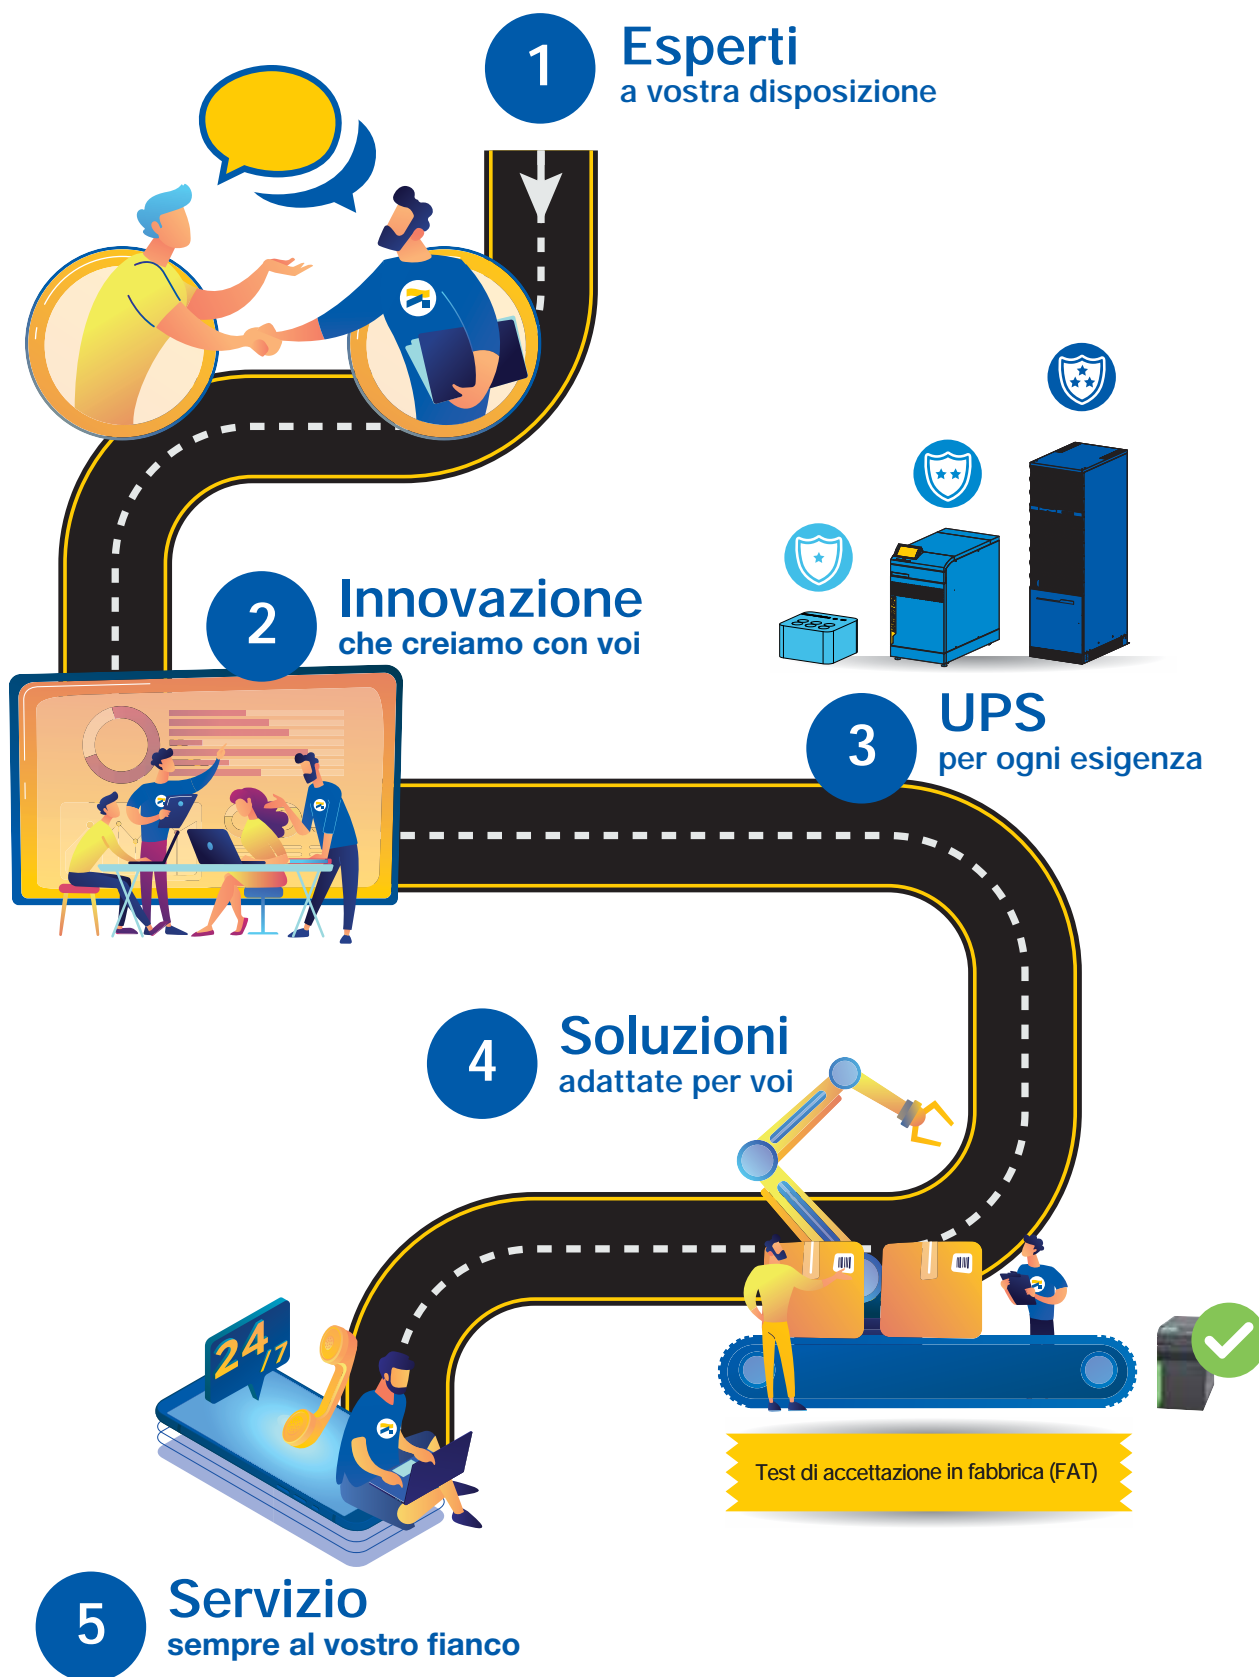 1
Esperti
a vostra disposizione
2
Innovazione
che creiamo con voi
3
UPS
per ogni esigenza
4
Soluzioni
adattate per voi
24/7
Test di accettazione in fabbrica (FAT)
5
Servizio
sempre al vostro fianco